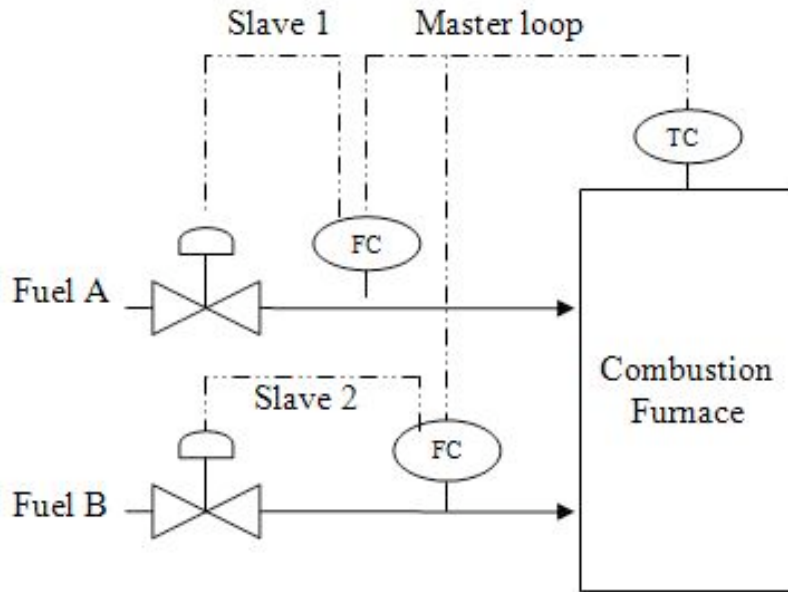 Slave 1
Master loop
TC
FC
Fuel A
Combustion
Furnace
Slave 2
FC
Fuel B